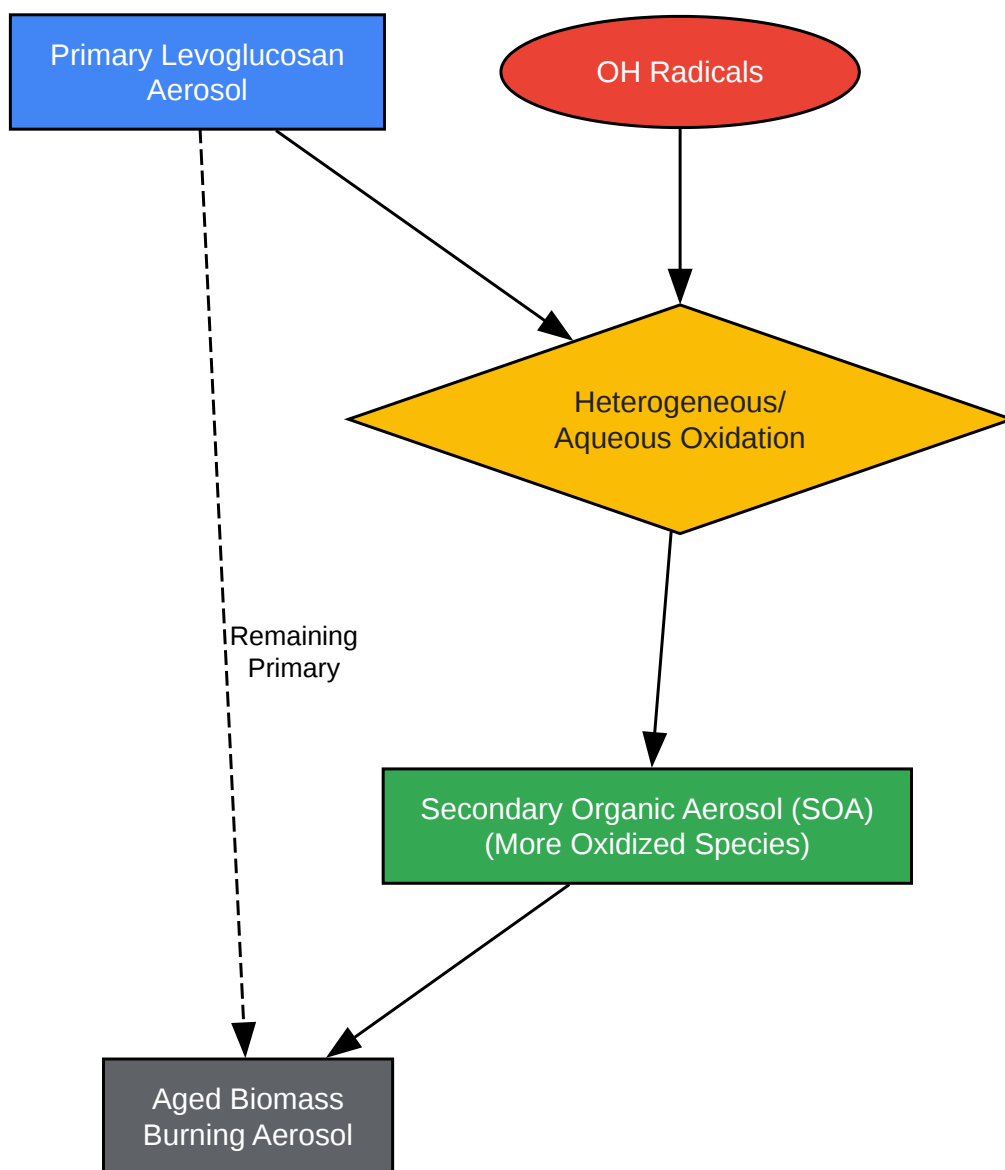 Primary Levoglucosan
Aerosol
OH Radicals
Heterogeneous/
Aqueous Oxidation
Remaining
Primary
Secondary Organic Aerosol (SOA)
(More Oxidized Species)
Aged Biomass
Burning Aerosol